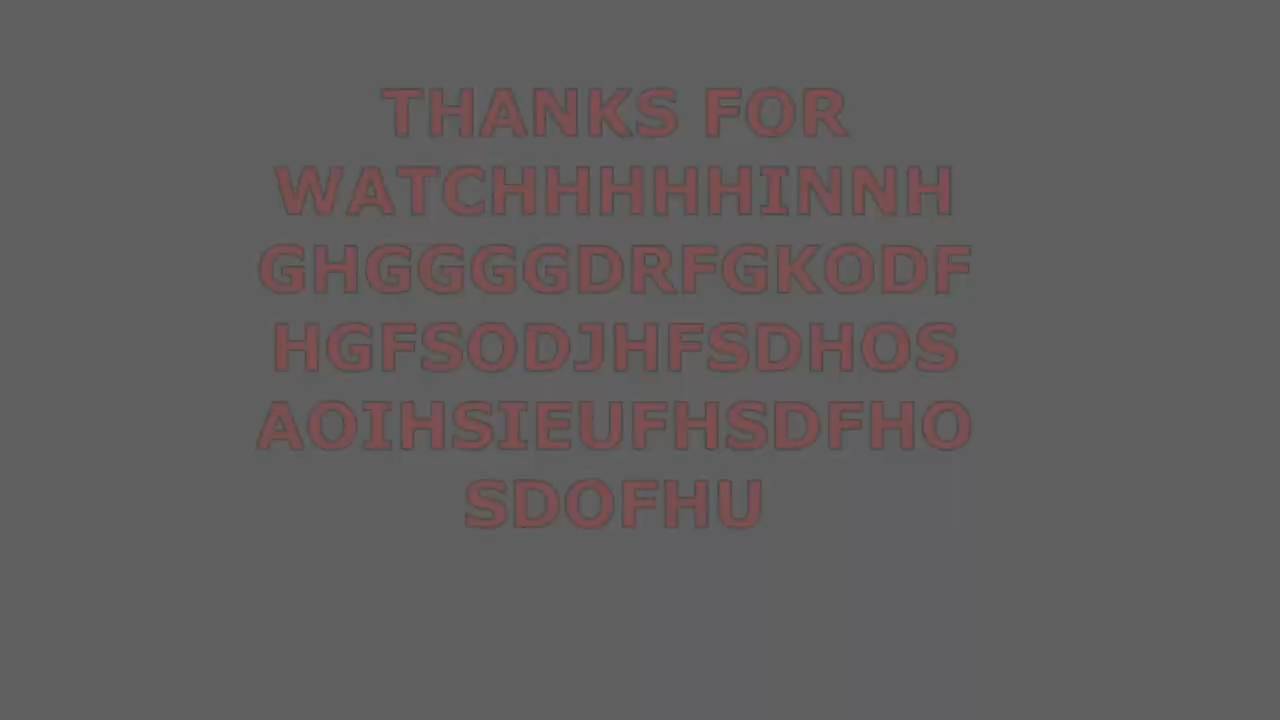 THANKS FOR
WATCHHHHHINNH
GHGGGGDRFGKODF
HGFSODJHFSDHOS
AOIHSIEUFHSDFHO
SDOFHU